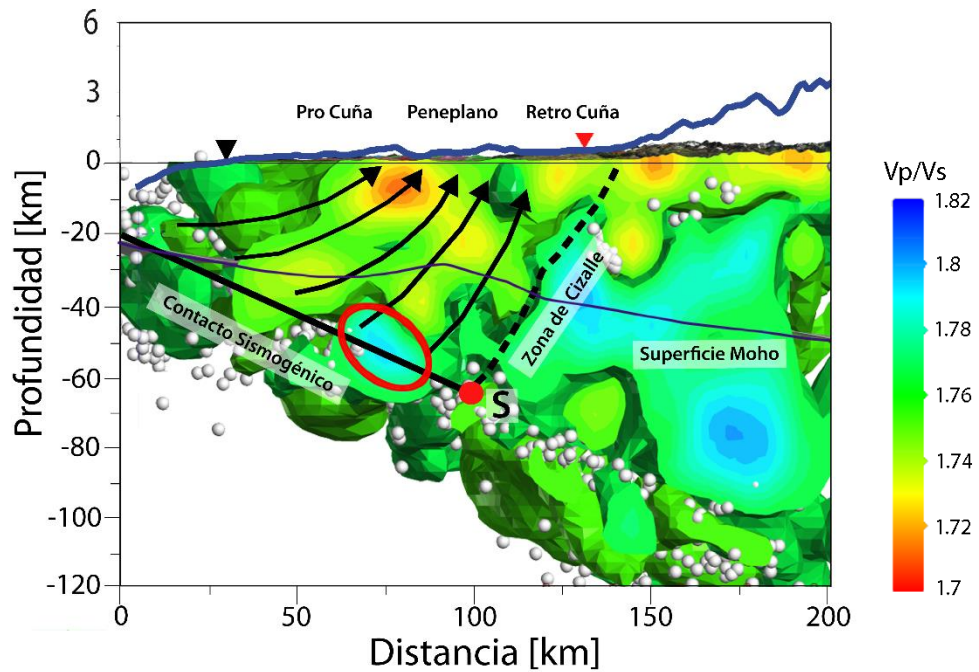 6
3
0
-20
-40
-60
-80
-100
-120
Profundidad [km]
Pro Cuña
Peneplano
Retro Cuña
Contacto Sismogénico
Zona de Cizalle
Superficie Moho
S
0
50
100
150
200
Distancia [km]
Vp/Vs
1.82
1.8
1.78
1.76
1.74
1.72
1.7